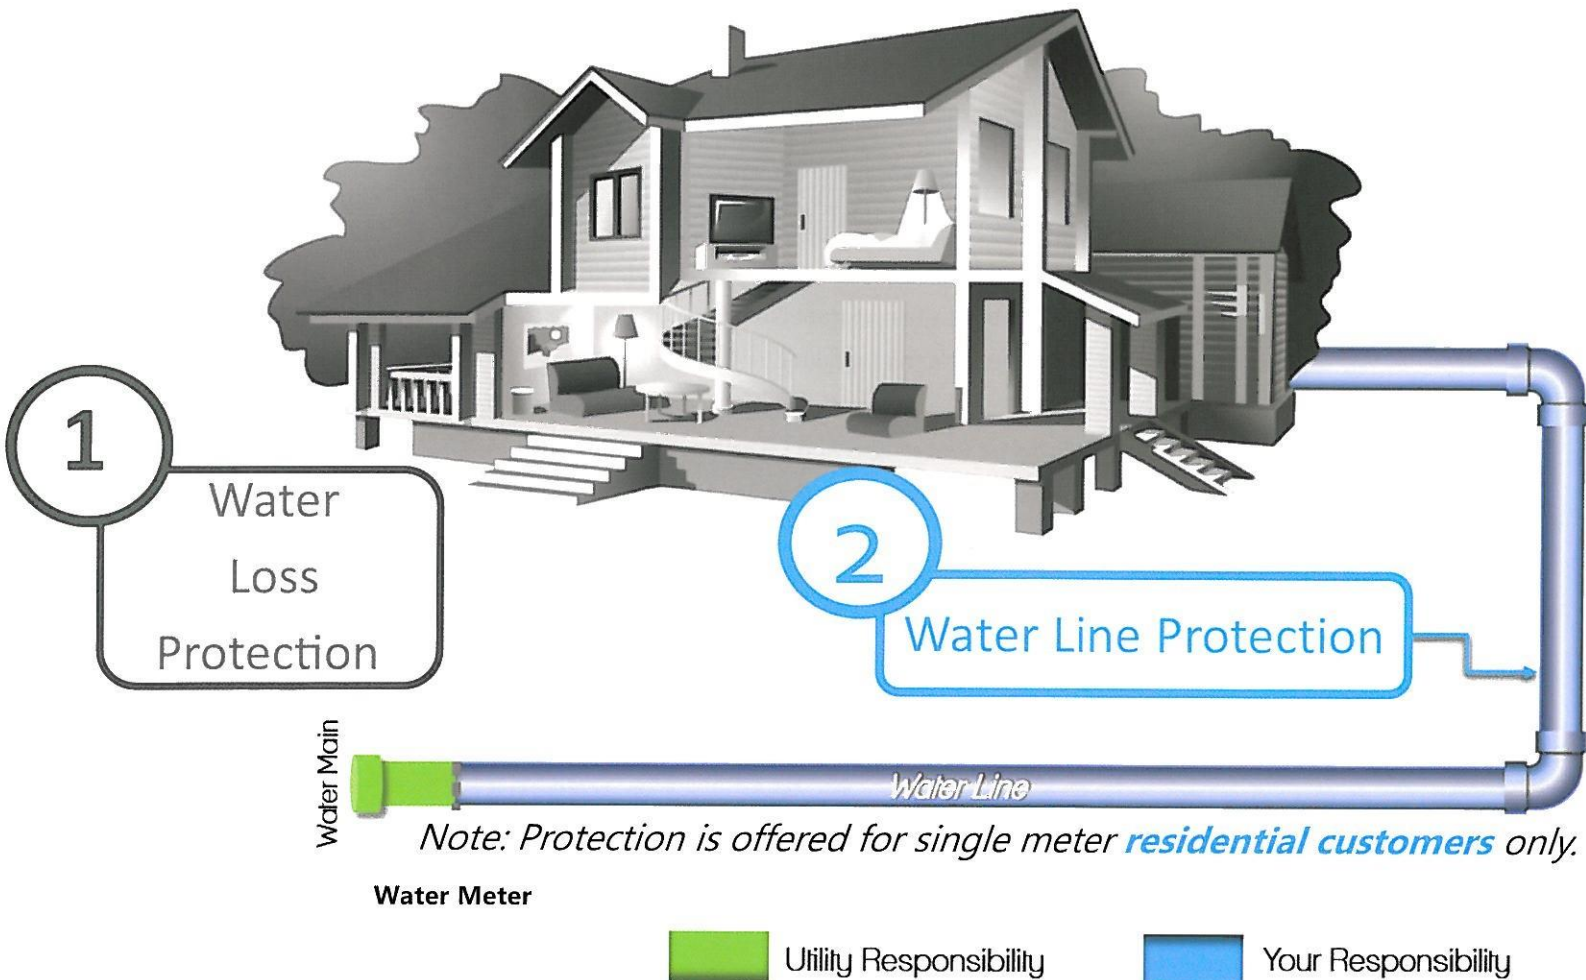 1
Water
Loss
Protection
2
Water Line Protection
Water Main
Water Line
Note: Protection is offered for single meter residential customers only.
Water Meter
Utility Responsibility
Your Responsibility